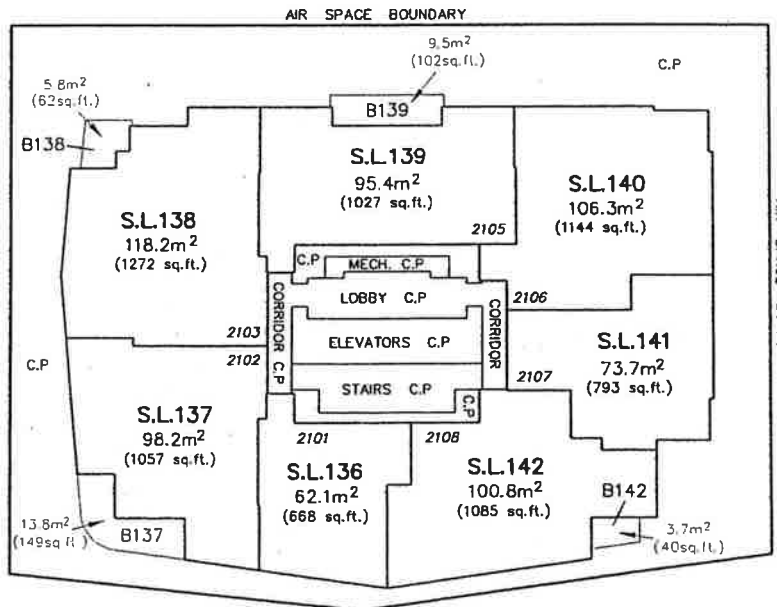 AIR SPACE BOUNDARY
9.5m²
(102sq.ft.)
C.P
5.8m²
(62sq.ft.)
B138
B139
S.L.139
95.4m²
(1027 sq.ft.)
2105
S.L.140
106.3m²
(1144 sq.ft.)
2106
S.L.138
118.2m²
(1272 sq.ft.)
2103
C.P
MECH. C.P
LOBBY C.P
ELEVATORS C.P
STAIRS C.P
C.P
CORRIDOR C.P
CORRIDOR
S.L.141
73.7m²
(793 sq.ft.)
2107
C.P
2102
S.L.137
98.2m²
(1057 sq.ft.)
2101
2108
S.L.136
62.1m²
(668 sq.ft.)
S.L.142
100.8m²
(1085 sq.ft.)
B142
3.7m²
(40sq.ft.)
13.8m²
(149sq.ft.)
B137